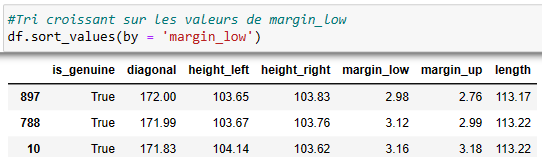 #Tri croissant sur les valeurs de margin_low
df.sort_values(by = 'margin_low')
is_genuine diagonal height_left height_right margin_low margin_up length
897 True 172.00 103.65 103.83 2.98 2.76 113.17
788 True 171.99 103.67 103.76 3.12 2.99 113.22
10 True 171.83 104.14 103.62 3.16 3.18 113.22